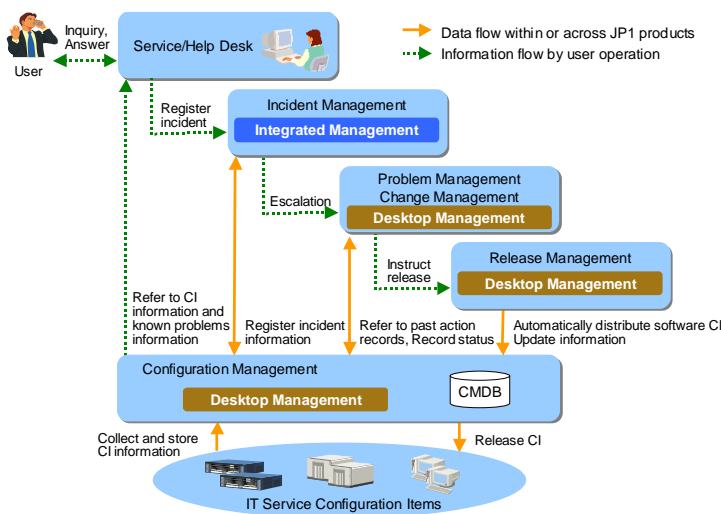 Inquiry,
Answer
User
Service/Help Desk
Data flow within or across JP1 products
Information flow by user operation
Register
incident
Incident Management
Integrated Management
Escalation
Problem Management
Change Management
Desktop Management
Instruct
release
Release Management
Desktop Management
Refer to CI
information and
known problems
information
Register incident
information
Refer to past action
records, Record status
Automatically distribute software CI
Update information
Configuration Management
Desktop Management
CMDB
Collect and store
CI information
Release CI
IT Service Configuration Items